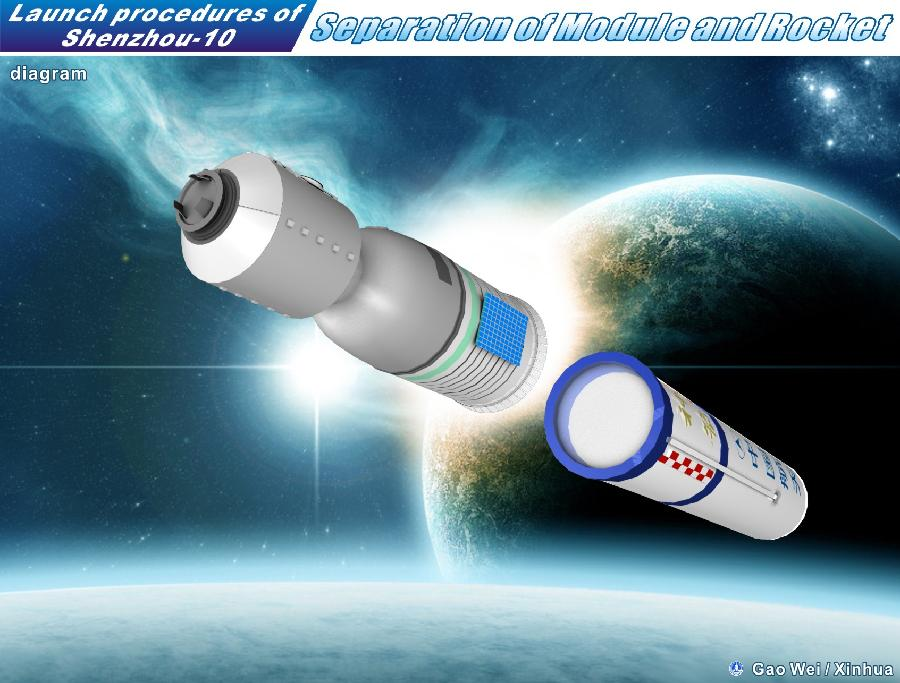 Launch procedures of
Shenzhou-10
Separation of Module and Rocket
diagram
Gao Wei / Xinhua